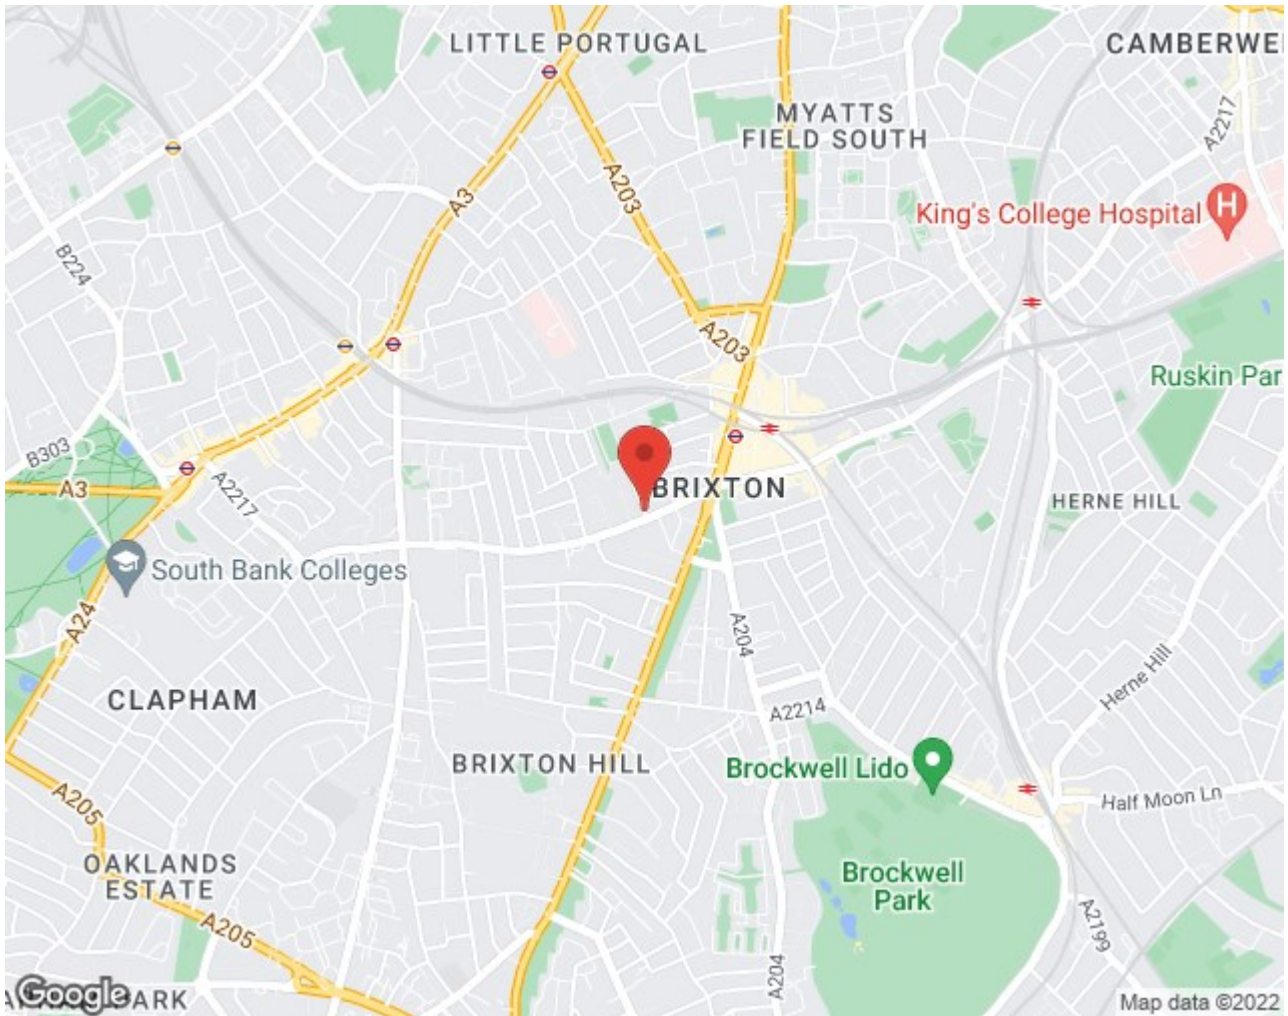 LITTLE PORTUGAL
CAMBERWE
MYATTS
FIELD SOUTH
A2217
A203
A3
King's College Hospital
H
B224
A203
Ruskin Par
B303
A3
A2217
BRIXTON
HERNE HILL
South Bank Colleges
A24
A204
Herne Hill
CLAPHAM
A2214
BRIXTON HILL
Brockwell Lido
A205
Half Moon Ln
OAKLANDS
ESTATE
Brockwell
Park
A205
A2199
A204
Google
PARK
Map data ©2022